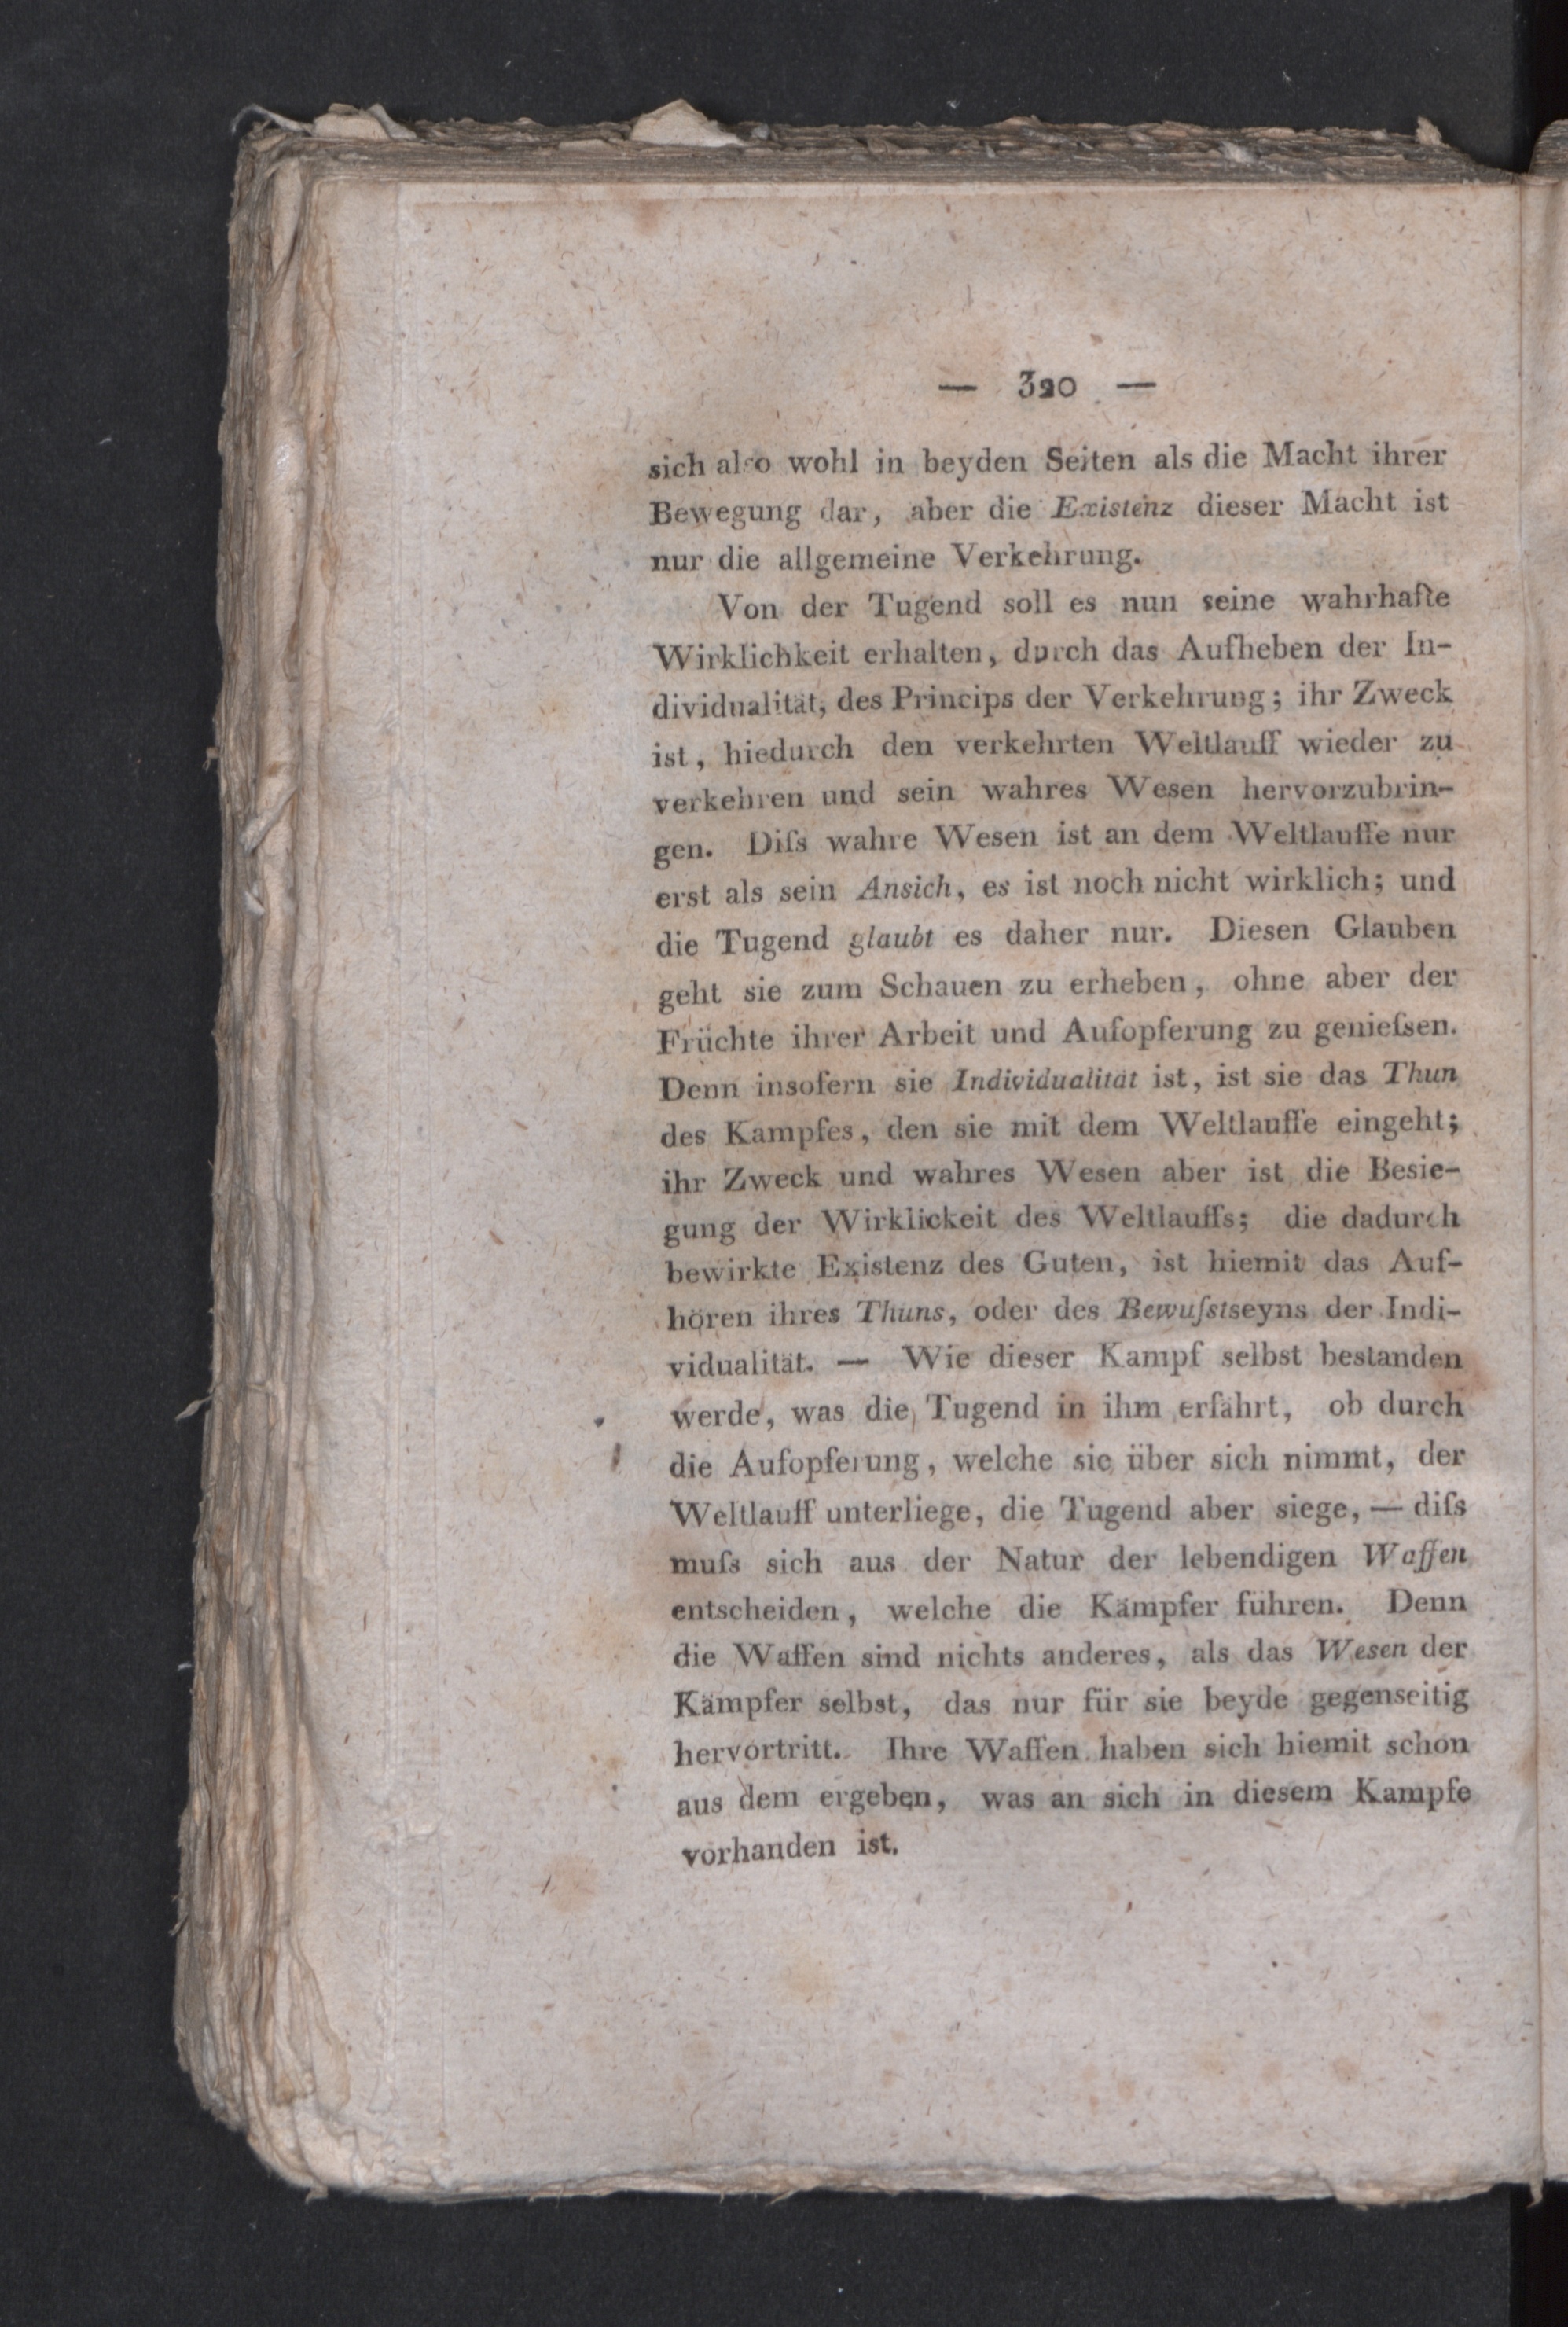 — 320 —
sich also wohl in beyden Seiten als die Macht ihrer
Bewegung dar, aber die Existenz dieser Macht ist
nur die allgemeine Verkehrung.
Von der Tugend soll es nun seine wahrhafte
Wirklichkeit erhalten, durch das Aufheben der In-
dividualität, des Princips der Verkehrung; ihr Zweck
ist, hiedurch den verkehrten Weltlauff wieder zu
verkehren und sein wahres Wesen hervorzubrin-
gen. Diſs wahre Wesen ist an dem Weltlauffe nur
erst als sein Ansich, es ist noch nicht wirklich; und
die Tugend glaubt es daher nur. Diesen Glauben
geht sie zum Schauen zu erheben, ohne aber der
Früchte ihrer Arbeit und Aufopferung zu genieſsen.
Denn insofern sie Individualität ist, ist sie das Thun
des Kampfes, den sie mit dem Weltlauffe eingeht;
ihr Zweck und wahres Wesen aber ist die Besie-
gung der Wirklickeit des Weltlauffs; die dadurch
bewirkte Existenz des Guten, ist hiemit das Auf-
hören ihres Thuns, oder des Bewuſstseyns der Indi-
vidualität. — Wie dieser Kampf selbst bestanden
werde, was die Tugend in ihm erfährt, ob durch
die Aufopferung, welche sie über sich nimmt, der
Weltlauff unterliege, die Tugend aber siege, — diſs
muſs sich aus der Natur der lebendigen Waffen
entscheiden, welche die Kämpfer führen. Denn
die Waffen sind nichts anderes, als das Wesen der
Kämpfer selbst, das nur für sie beyde gegenseitig
hervortritt. Ihre Waffen haben sich hiemit schon
aus dem ergeben, was an sich in diesem Kampfe
vorhanden ist.